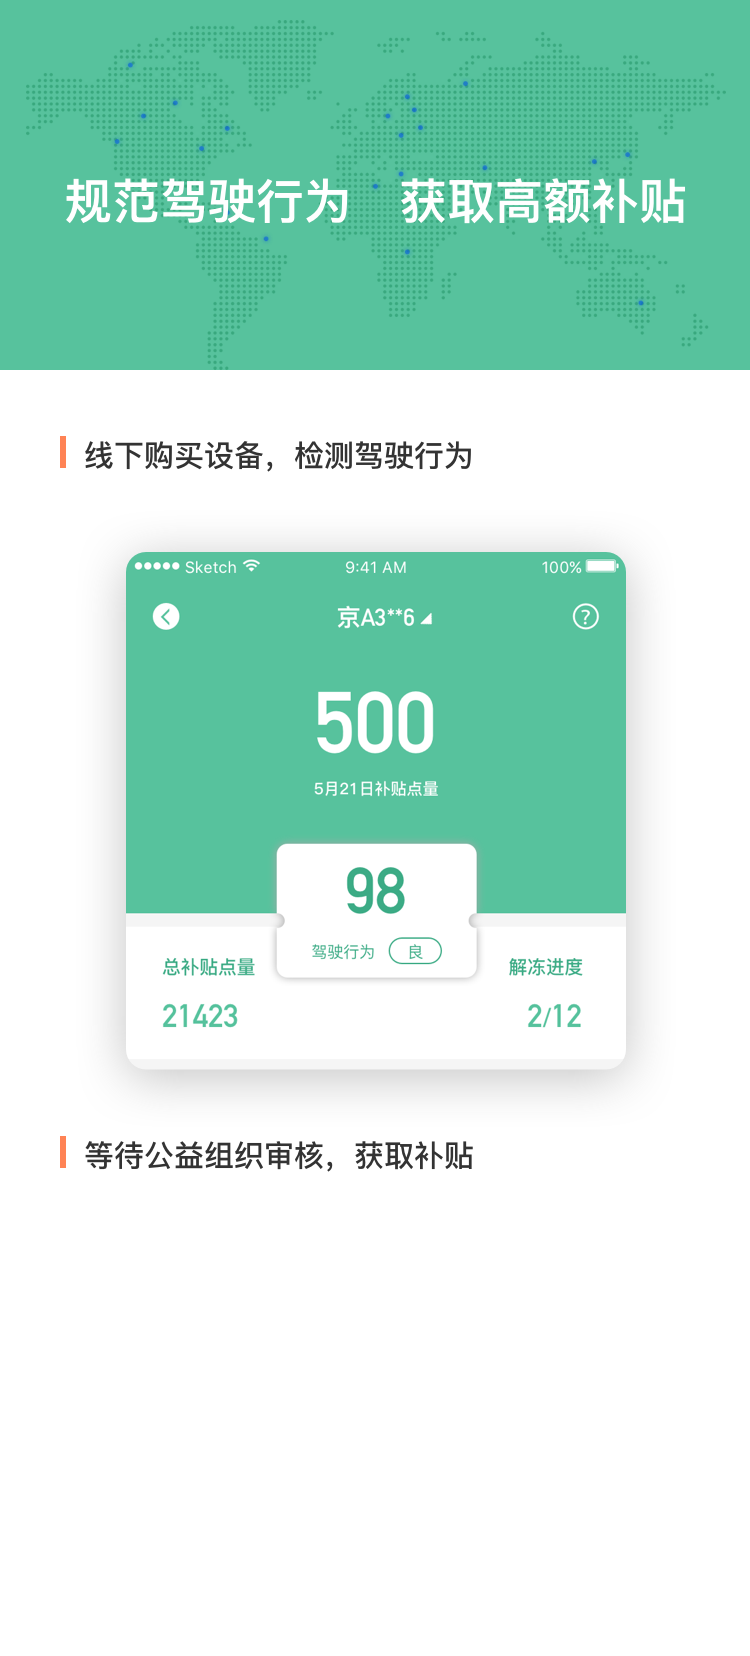 规范驾驶行为　获取高额补贴
线下购买设备，检测驾驶行为
Sketch 9:41 AM 100%
京A3**6 ?
500
5月21日补贴点量
98
驾驶行为 良
总补贴点量 解冻进度
21423 2/12
等待公益组织审核，获取补贴